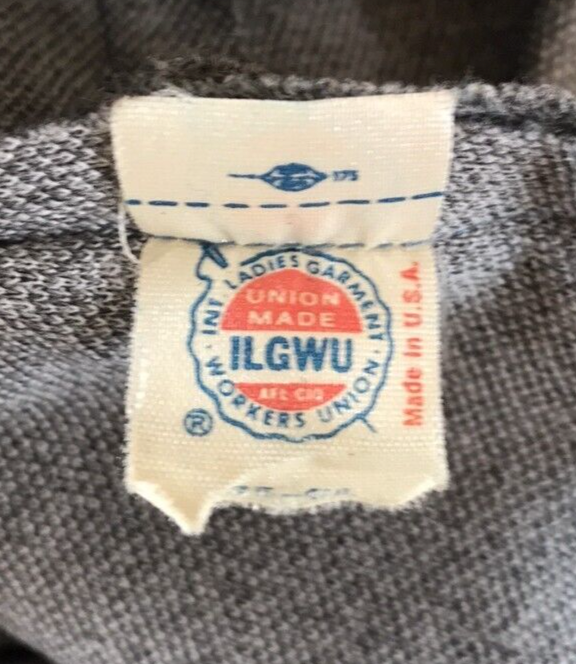 175
INT. LADIES GARMENT
UNION
MADE
ILGWU
AFL-CIO
WORKERS UNION
®
Made in U.S.A.